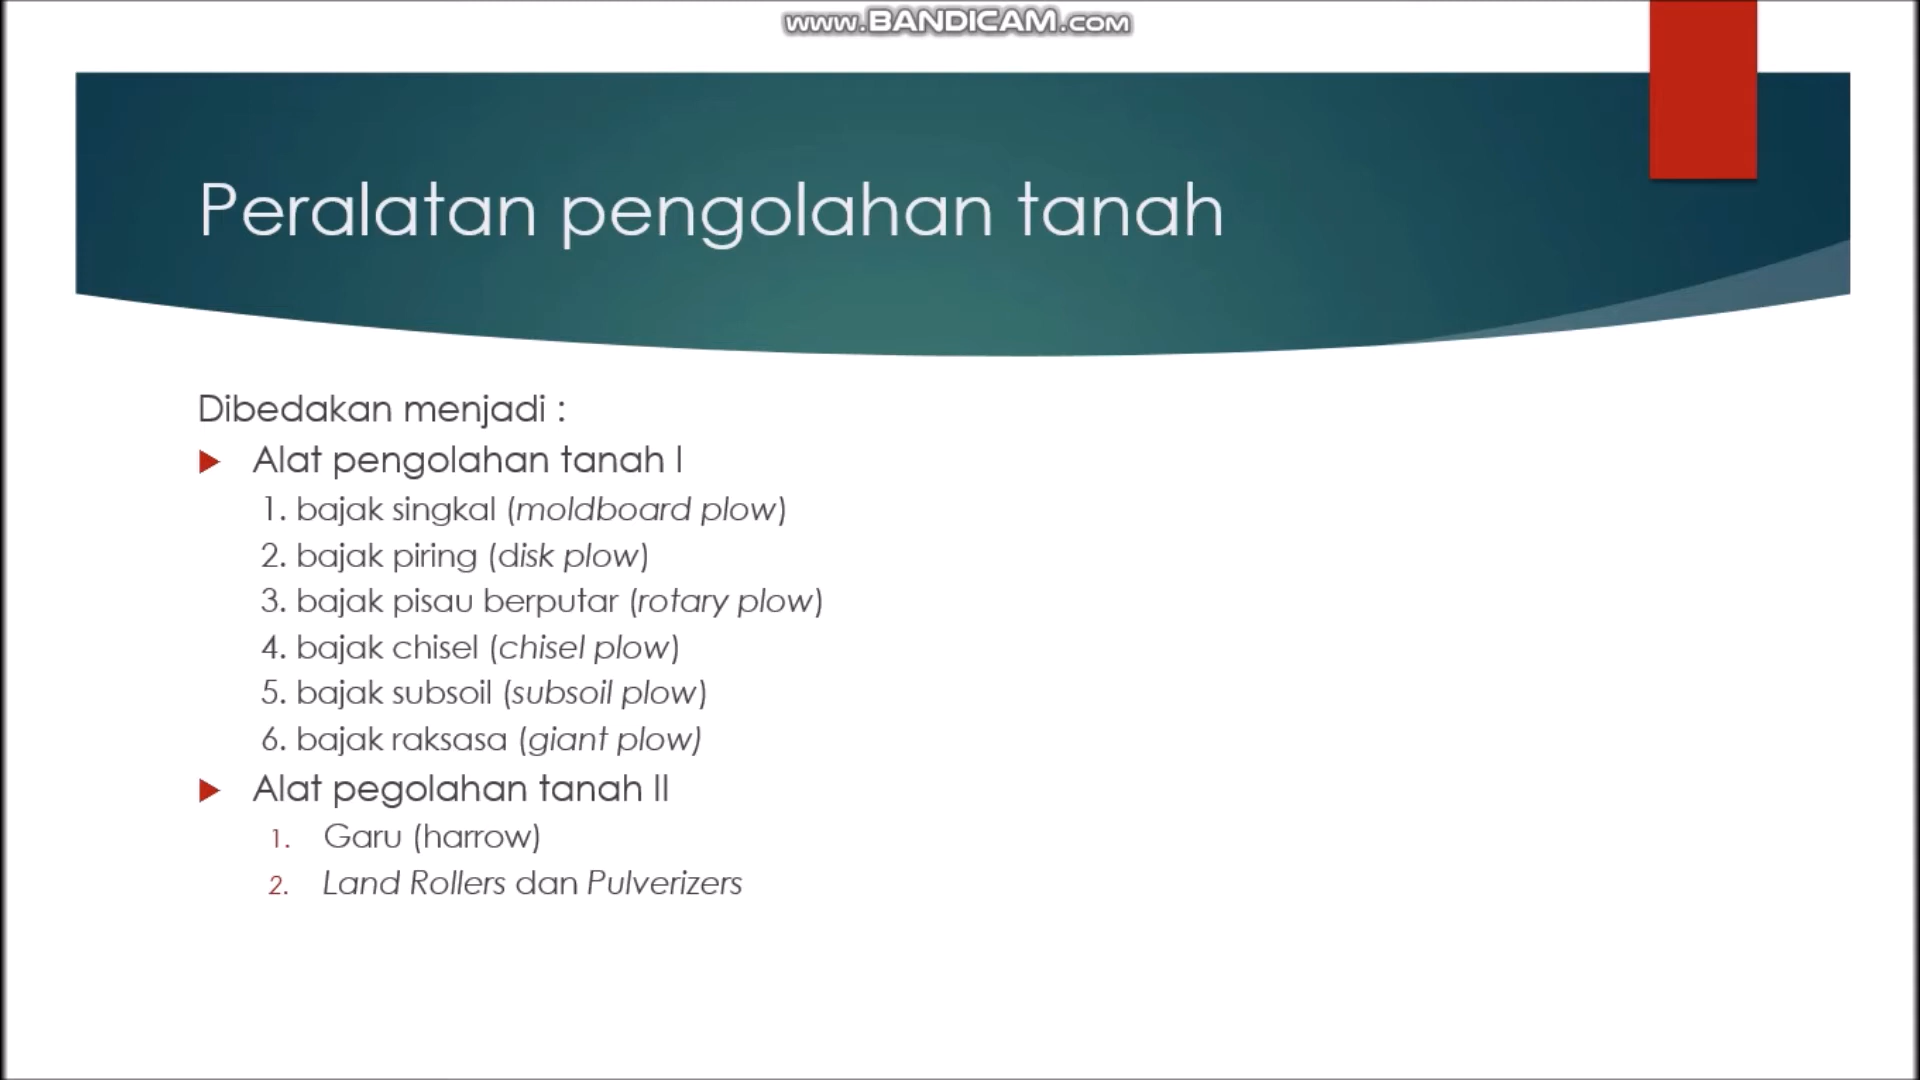 www.BANDICAM.com
Peralatan pengolahan tanah
Dibedakan menjadi :
Alat pengolahan tanah I
1. bajak singkal (moldboard plow)
2. bajak piring (disk plow)
3. bajak pisau berputar (rotary plow)
4. bajak chisel (chisel plow)
5. bajak subsoil (subsoil plow)
6. bajak raksasa (giant plow)
Alat pegolahan tanah II
1. Garu (harrow)
2. Land Rollers dan Pulverizers